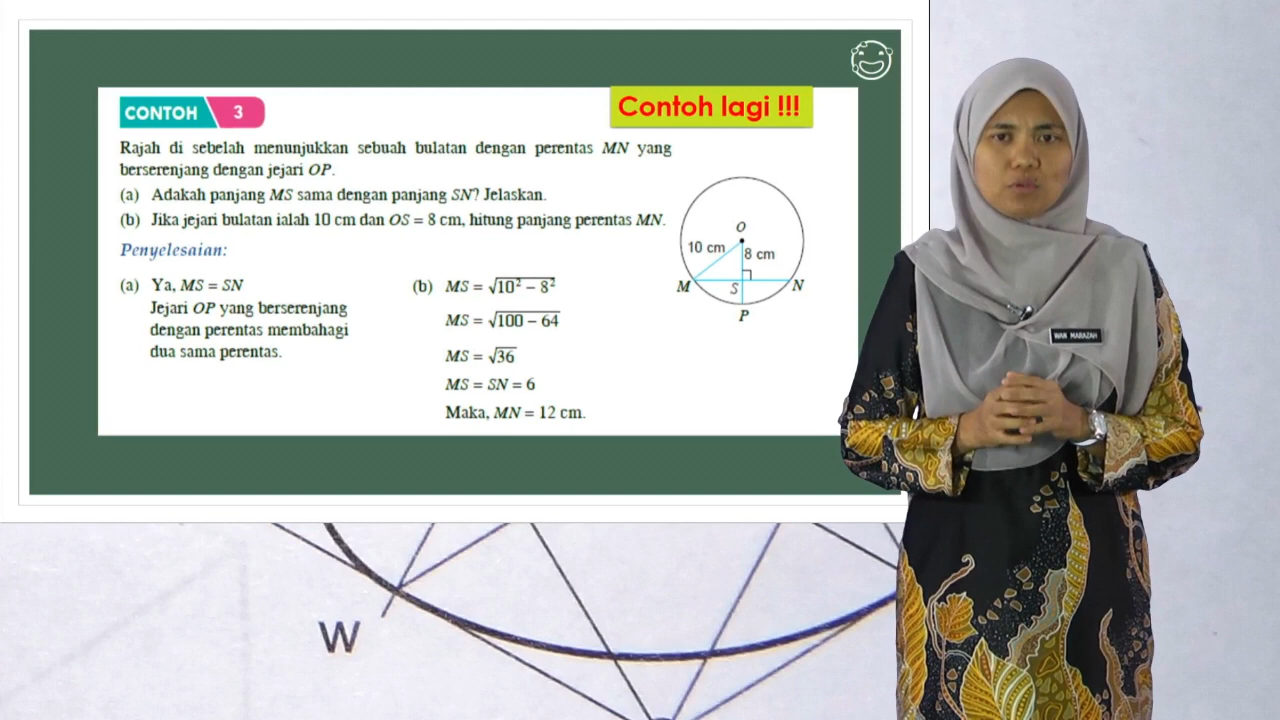 CONTOH 3
Contoh lagi !!!
Rajah di sebelah menunjukkan sebuah bulatan dengan perentas MN yang
berserenjang dengan jejari OP.
(a) Adakah panjang MS sama dengan panjang SN? Jelaskan.
(b) Jika jejari bulatan ialah 10 cm dan OS = 8 cm, hitung panjang perentas MN.
Penyelesaian:
(a) Ya, MS = SN
Jejari OP yang berserenjang
dengan perentas membahagi
dua sama perentas.
(b) MS = √10² – 8²
MS = √100 – 64
MS = √36
MS = SN = 6
Maka, MN = 12 cm.
O
10 cm
8 cm
M
S
N
P
WAN MARAZAH
W